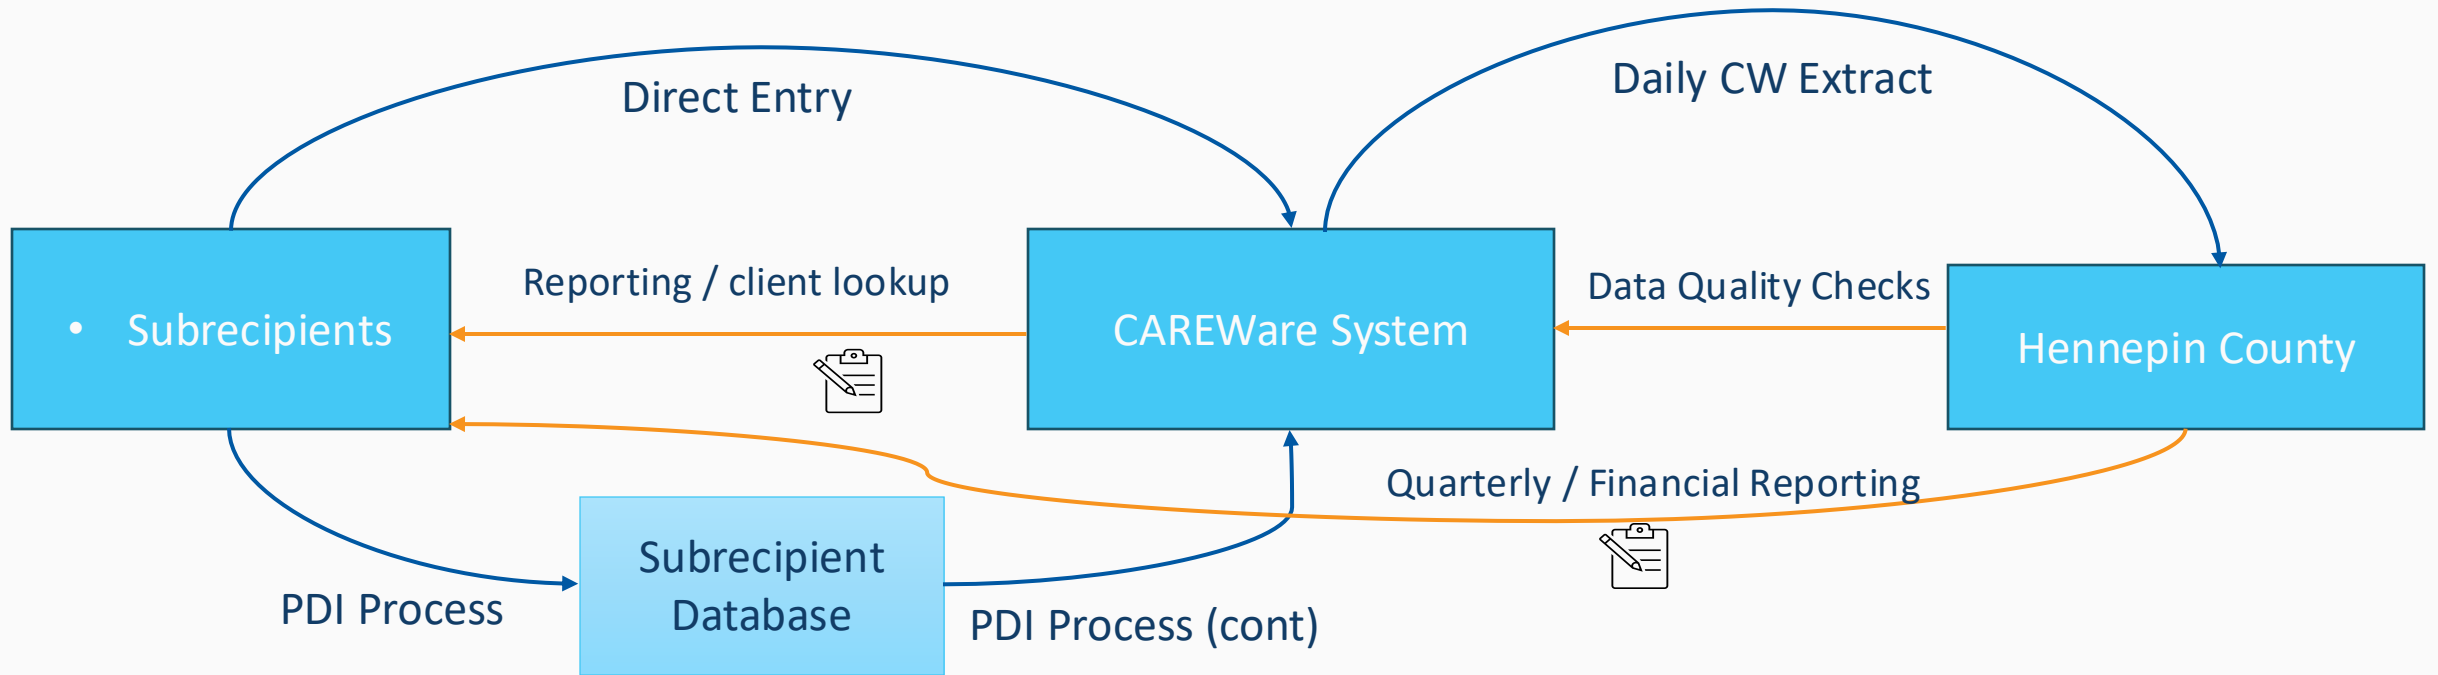 Direct Entry
Daily CW Extract
Reporting / client lookup
Data Quality Checks
• Subrecipients
CAREWare System
Hennepin County
Quarterly / Financial Reporting
Subrecipient
Database
PDI Process
PDI Process (cont)